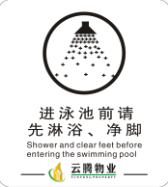 进泳池前请
先淋浴、净脚
Shower and clear feet before
entering the swimming pool
云腾物业